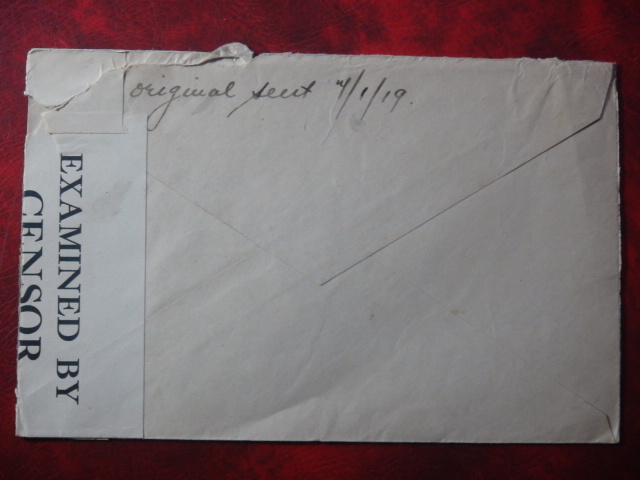 original sent 4/1/19.
EXAMINED BY
CENSOR